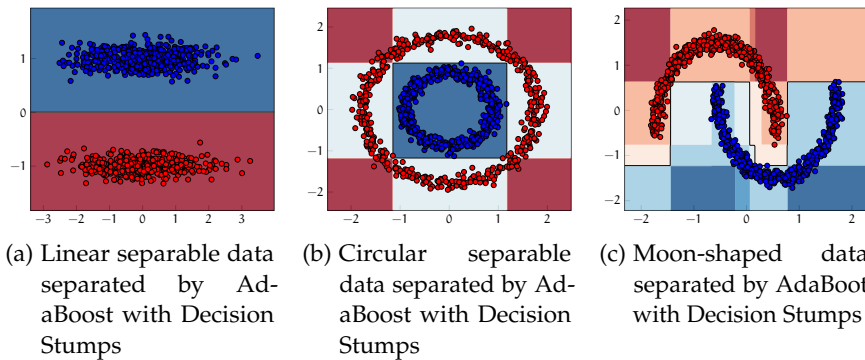 1
0
−1
−3 −2 −1 0 1 2 3
2
1
0
−1
−2
−2 −1 0 1 2
2
1
0
−1
−2
−2 −1 0 1 2
(a) Linear separable data
separated by Ad-
aBoost with Decision
Stumps
(b) Circular separable
data separated by Ad-
aBoost with Decision
Stumps
(c) Moon-shaped data
separated by AdaBoot
with Decision Stumps